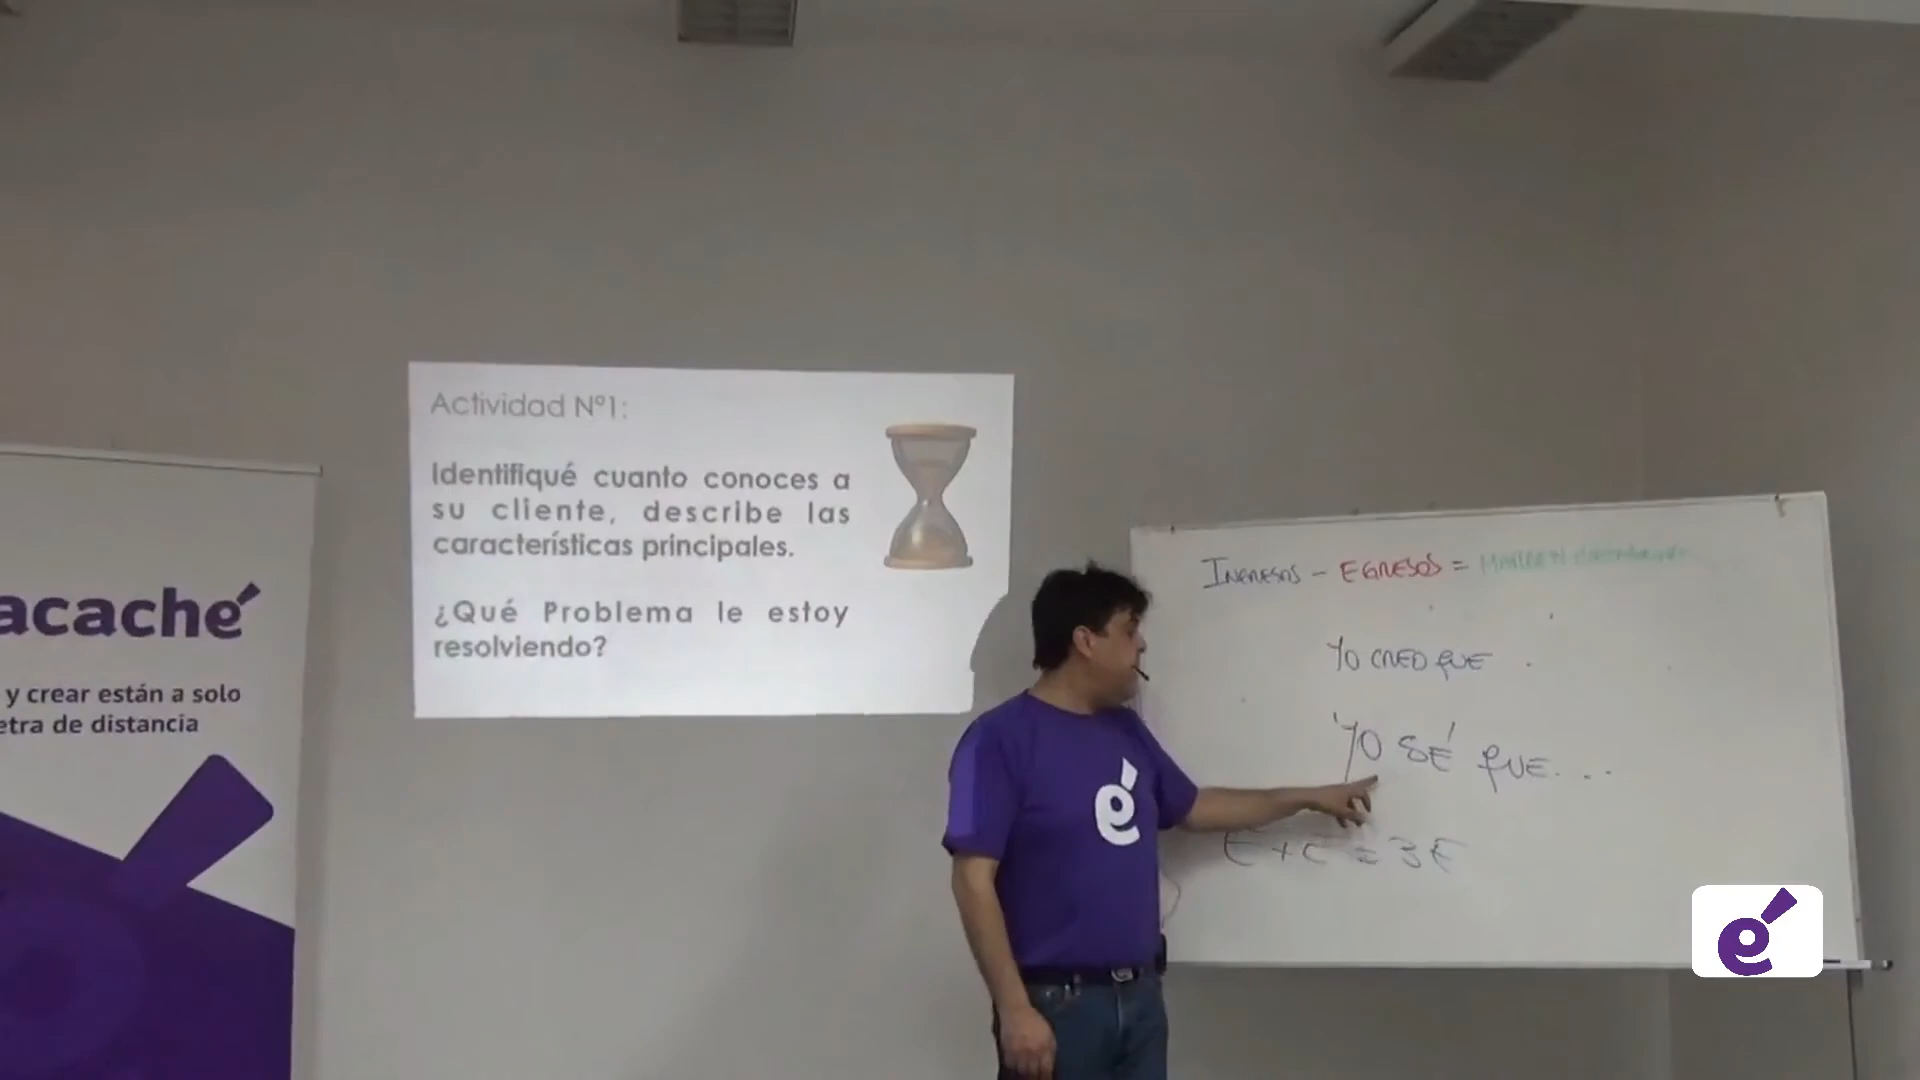 Actividad Nº1:
Identifiqué cuanto conoces a
su cliente, describe las
características principales.
¿Qué Problema le estoy
resolviendo?
acaché
y crear están a solo
etra de distancia
INGRESOS - EGRESOS =
YO CREO QUE .
YO SÉ QUE...
E + C = 3E
é
é